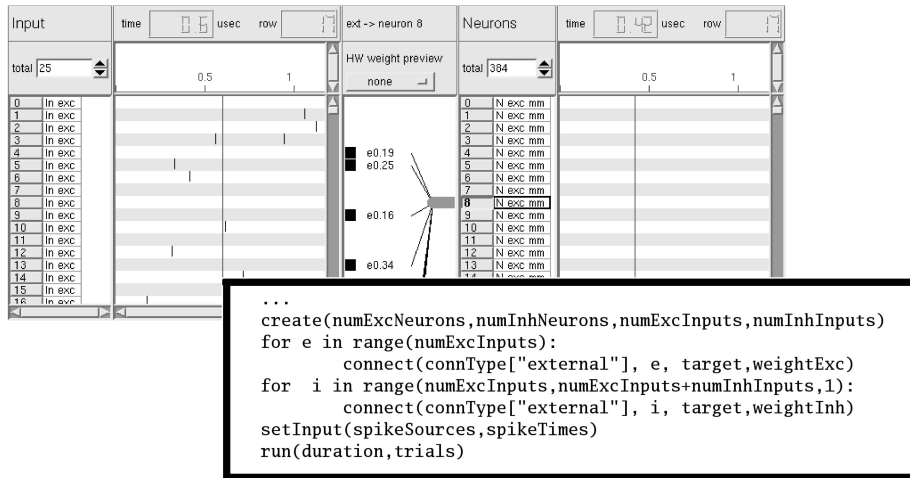 Input time 0.6 usec row 17 ext -> neuron 8 Neurons time 0.42 usec row 17
total 25 0.5 1 HW weight preview total 384 0.5 1
none
0 In exc 0 N exc mm
1 In exc 1 N exc mm
2 In exc 2 N exc mm
3 In exc 3 N exc mm
4 In exc e0.19 4 N exc mm
5 In exc e0.25 5 N exc mm
6 In exc 6 N exc mm
7 In exc 7 N exc mm
8 In exc 8 N exc mm
9 In exc e0.16 9 N exc mm
10 In exc 10 N exc mm
11 In exc 11 N exc mm
12 In exc 12 N exc mm
13 In exc e0.34 13 N exc mm
14 In exc 14 N exc mm
15 In exc
16 In exc
...
create(numExcNeurons,numInhNeurons,numExcInputs,numInhInputs)
for e in range(numExcInputs):
connect(connType["external"], e, target,weightExc)
for i in range(numExcInputs,numExcInputs+numInhInputs,1):
connect(connType["external"], i, target,weightInh)
setInput(spikeSources,spikeTimes)
run(duration,trials)